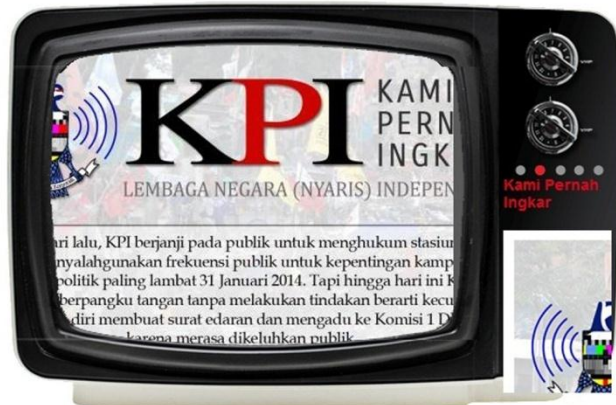 KPI
KAMI
PERN
INGK
LEMBAGA NEGARA (NYARIS) INDEPEN
ri lalu, KPI berjanji pada publik untuk menghukum stasiun
nyalahgunakan frekuensi publik untuk kepentingan kamp
politik paling lambat 31 Januari 2014. Tapi hingga hari ini K
berpangku tangan tanpa melakukan tindakan berarti kecu
diri membuat surat edaran dan mengadu ke Komisi 1 D
karena merasa dikeluhkan publik
Kami Pernah
Ingkar